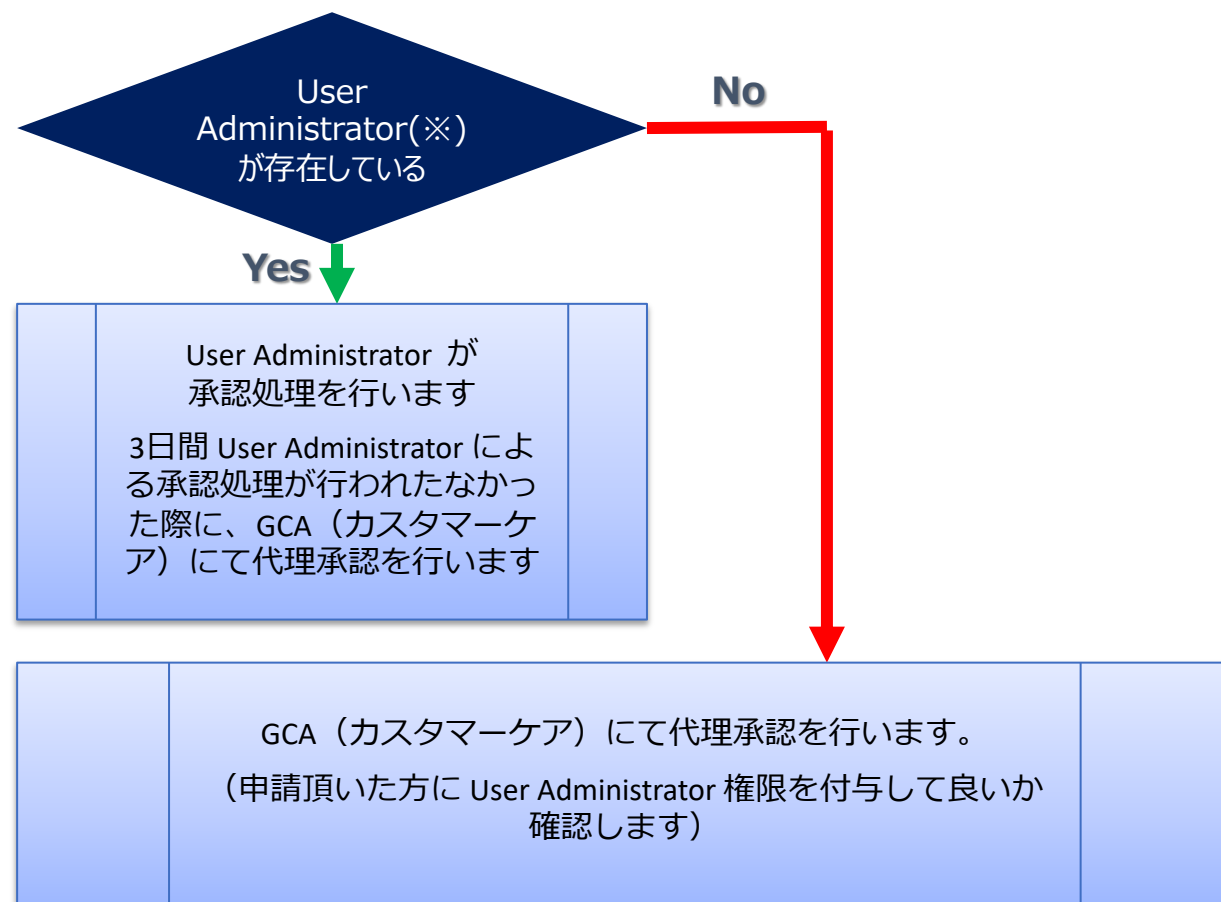 User
Administrator(※)
が存在している
No
Yes
User Administrator が
承認処理を行います
3日間 User Administrator によ
る承認処理が行われたなかっ
た際に、GCA（カスタマーケ
ア）にて代理承認を行います
GCA（カスタマーケア）にて代理承認を行います。
（申請頂いた方に User Administrator 権限を付与して良いか
確認します）